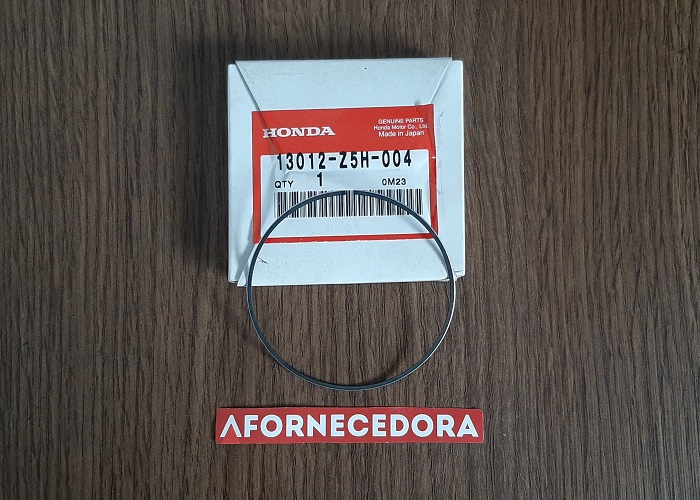 HONDA
GENUINE PARTS
Honda Motor Co., Ltd.
Made in Japan
13012-Z5H-004
QTY 1 0M23
AFORNECEDORA